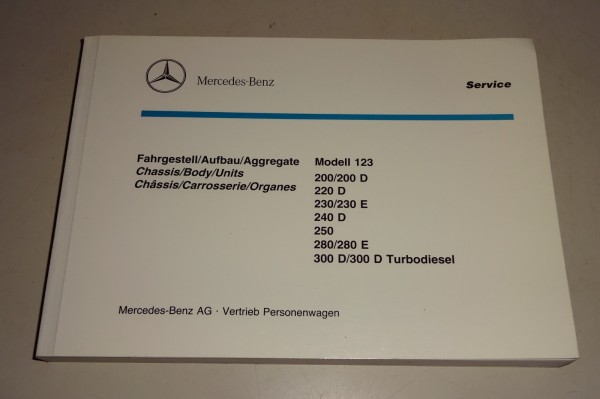 Mercedes-Benz
Service
Fahrgestell/Aufbau/Aggregate
Chassis/Body/Units
Châssis/Carrosserie/Organes
Modell 123
200/200 D
220 D
230/230 E
240 D
250
280/280 E
300 D/300 D Turbodiesel
Mercedes-Benz AG · Vertrieb Personenwagen